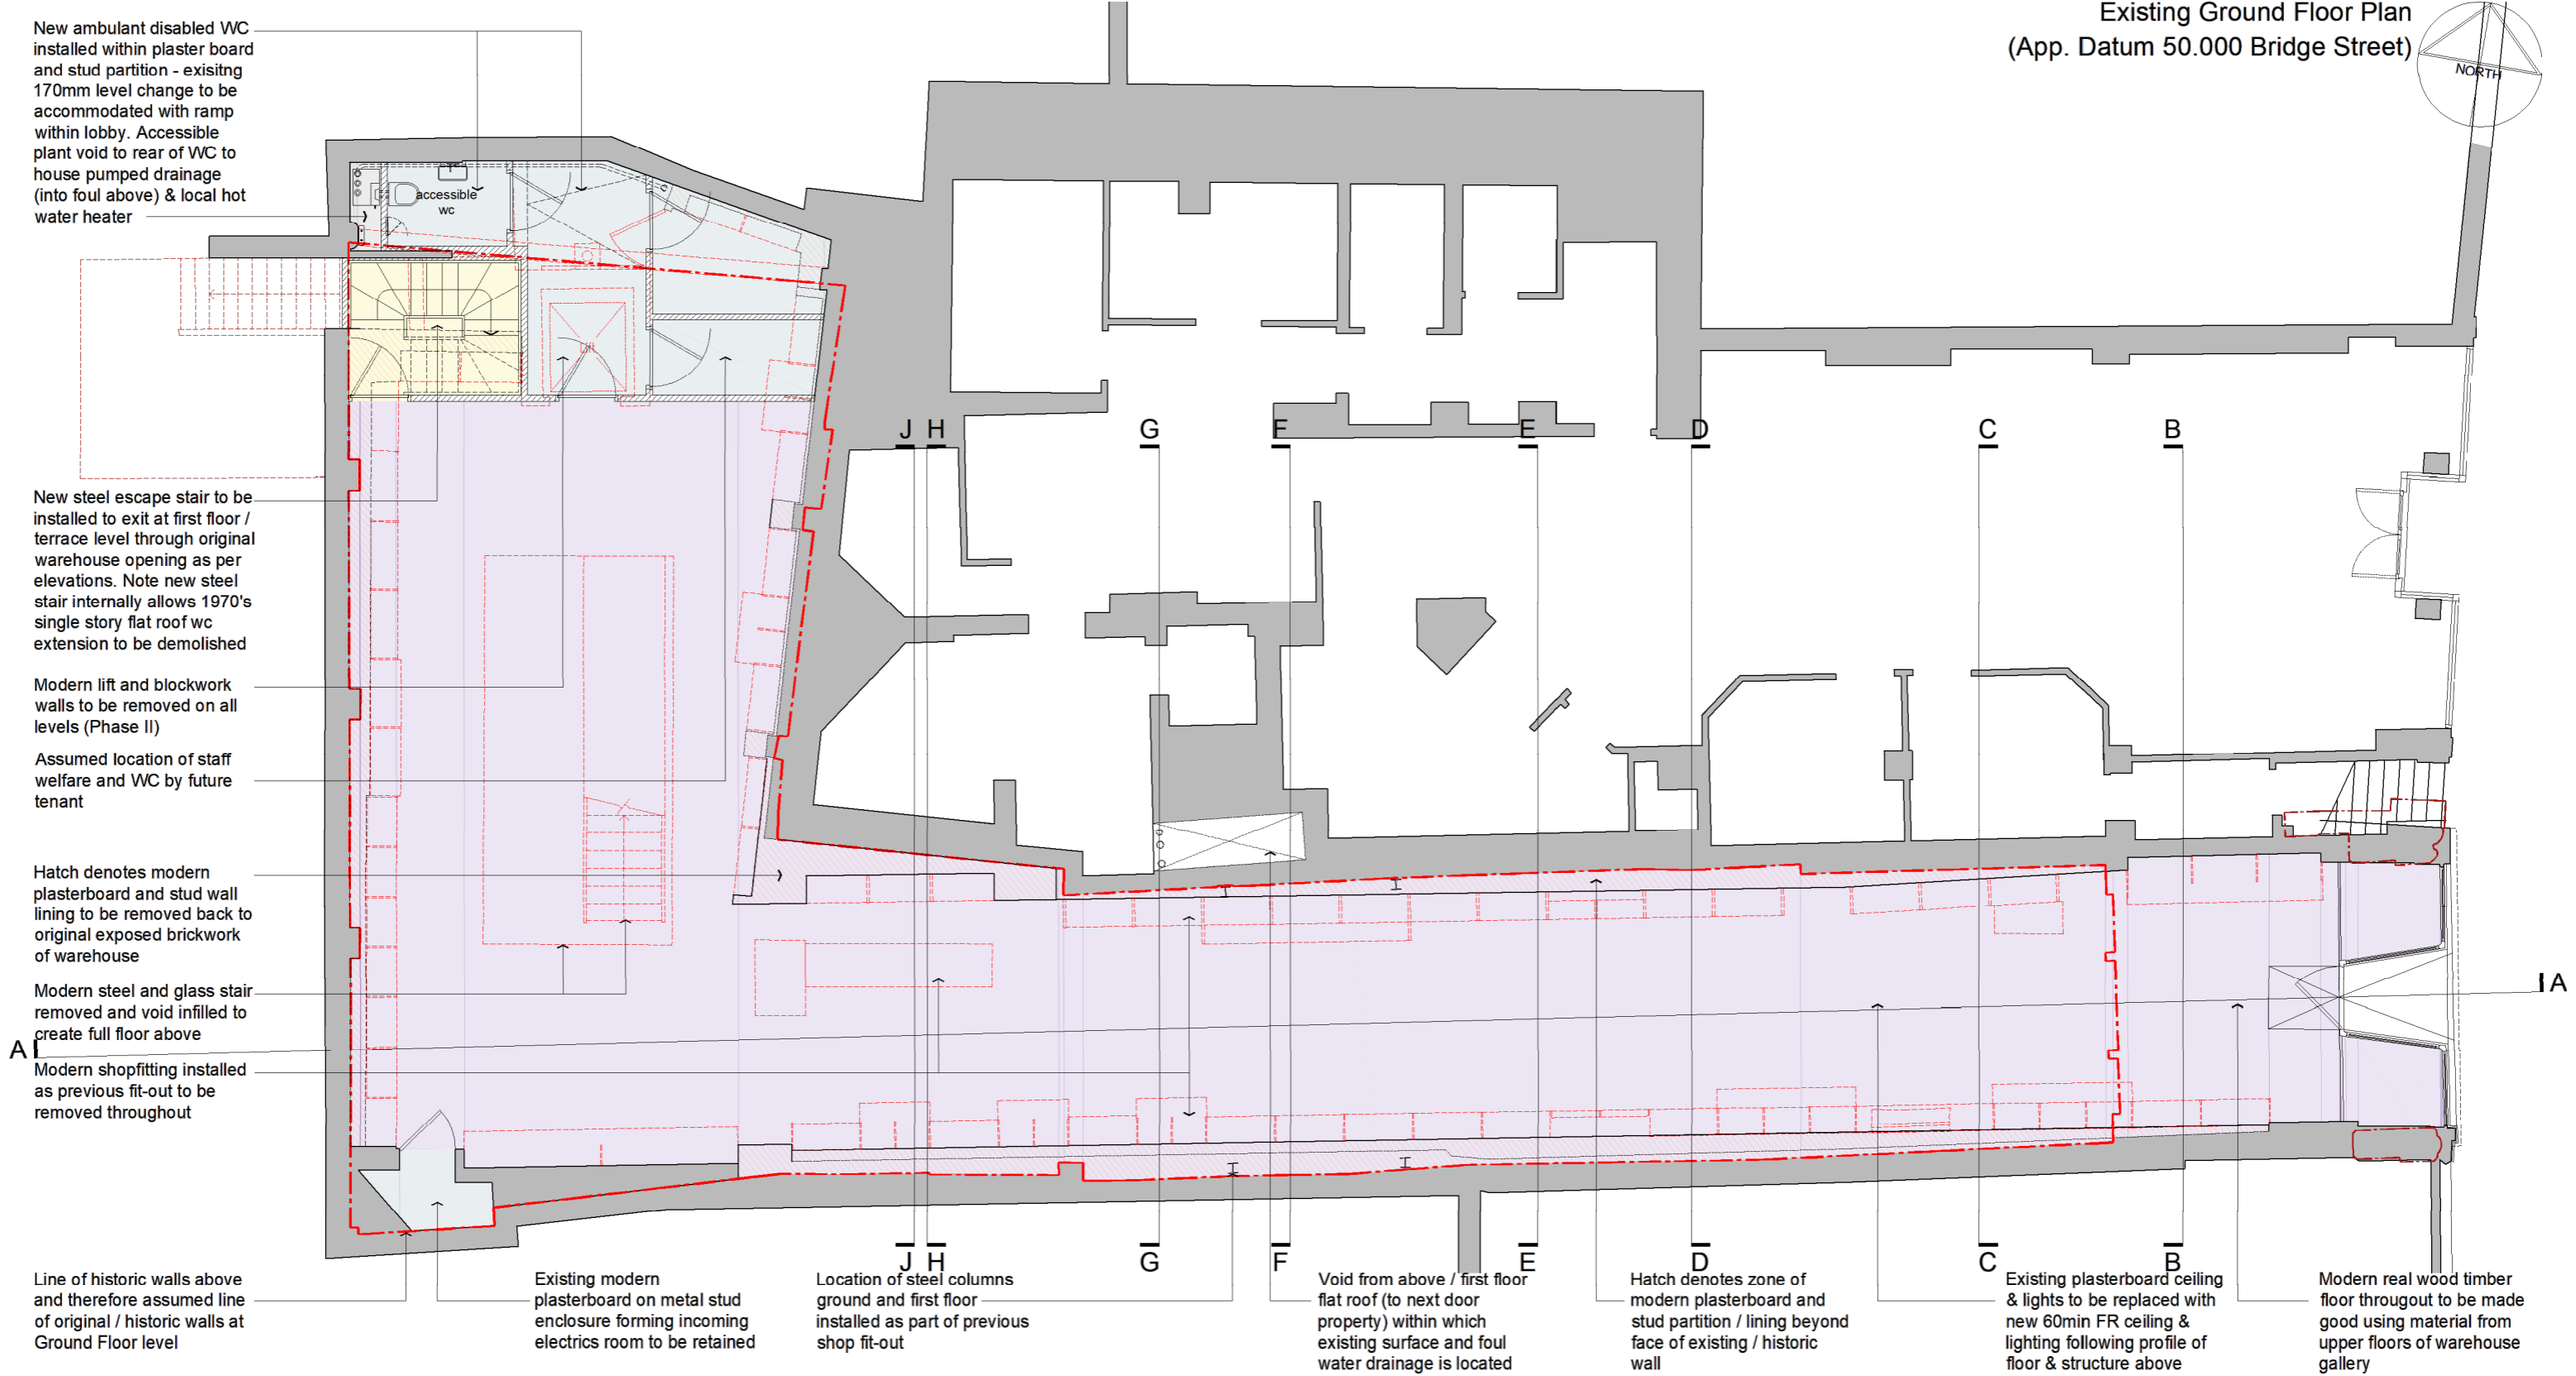 Existing Ground Floor Plan
(App. Datum 50.000 Bridge Street)
NORTH
New ambulant disabled WC
installed within plaster board
and stud partition - exisitng
170mm level change to be
accommodated with ramp
within lobby. Accessible
plant void to rear of WC to
house pumped drainage
(into foul above) & local hot
water heater
accessible
wc
New steel escape stair to be
installed to exit at first floor /
terrace level through original
warehouse opening as per
elevations. Note new steel
stair internally allows 1970's
single story flat roof wc
extension to be demolished
Modern lift and blockwork
walls to be removed on all
levels (Phase II)
Assumed location of staff
welfare and WC by future
tenant
Hatch denotes modern
plasterboard and stud wall
lining to be removed back to
original exposed brickwork
of warehouse
Modern steel and glass stair
removed and void infilled to
create full floor above
Modern shopfitting installed
as previous fit-out to be
removed throughout
J H G F E D C B
A
A
J H G F E D C B
Line of historic walls above
and therefore assumed line
of original / historic walls at
Ground Floor level
Existing modern
plasterboard on metal stud
enclosure forming incoming
electrics room to be retained
Location of steel columns
ground and first floor
installed as part of previous
shop fit-out
Void from above / first floor
flat roof (to next door
property) within which
existing surface and foul
water drainage is located
Hatch denotes zone of
modern plasterboard and
stud partition / lining beyond
face of existing / historic
wall
Existing plasterboard ceiling
& lights to be replaced with
new 60min FR ceiling &
lighting following profile of
floor & structure above
Modern real wood timber
floor througout to be made
good using material from
upper floors of warehouse
gallery